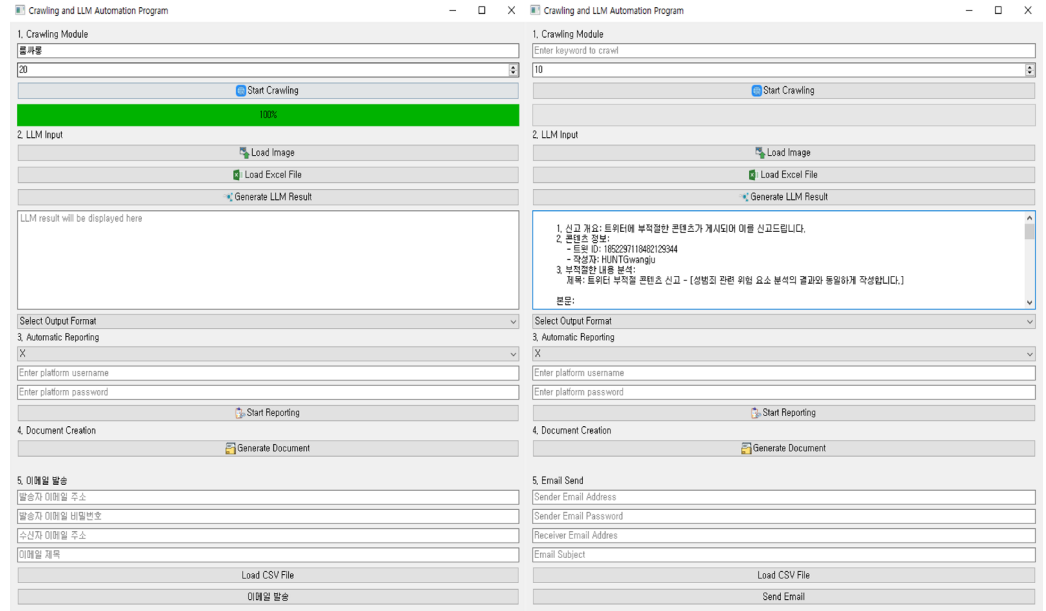 Crawling and LLM Automation Program
1, Crawling Module
룸싸롱
20
Start Crawling
100%
2, LLM Input
Load Image
Load Excel File
Generate LLM Result
LLM result will be displayed here
Select Output Format
3, Automatic Reporting
X
Enter platform username
Enter platform password
Start Reporting
4, Document Creation
Generate Document
5, 이메일 발송
발송자 이메일 주소
발송자 이메일 비밀번호
수신자 이메일 주소
이메일 제목
Load CSV File
이메일 발송
Crawling and LLM Automation Program
1, Crawling Module
Enter keyword to crawl
10
Start Crawling
2, LLM Input
Load Image
Load Excel File
Generate LLM Result
1, 신고 개요: 트위터에 부적절한 콘텐츠가 게시되어 이를 신고드립니다.
2, 콘텐츠 정보:
- 트윗 ID: 1852297118482129344
- 작성자: HUNTGwangju
3, 부적절한 내용 분석:
제목: 트위터 부적절 콘텐츠 신고 - [성범죄 관련 위험 요소 분석의 결과와 동일하게 작성합니다.]
본문:
Select Output Format
3, Automatic Reporting
X
Enter platform username
Enter platform password
Start Reporting
4, Document Creation
Generate Document
5, Email Send
Sender Email Address
Sender Email Password
Receiver Email Addres
Email Subject
Load CSV File
Send Email